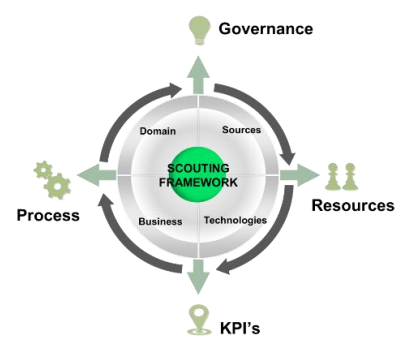 Governance
Domain
Sources
SCOUTING
FRAMEWORK
Process
Resources
Business
Technologies
KPI's